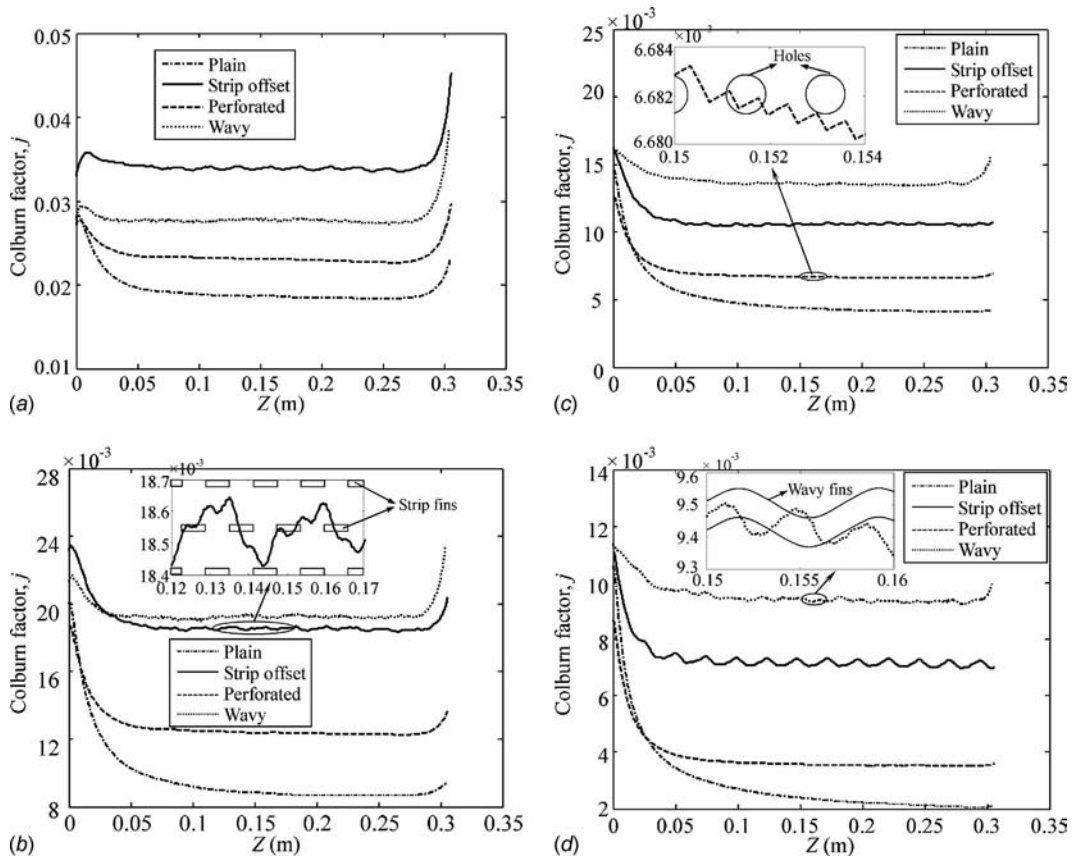 (a)
0.05
0.04
0.03
0.02
0.01
Colburn factor, j
Plain
Strip offset
Perforated
Wavy
0 0.05 0.1 0.15 0.2 0.25 0.3 0.35
Z (m)
(c)
× 10⁻³
25
20
15
10
5
0
Colburn factor, j
× 10⁻³
6.684
6.682
6.680
0.15 0.152 0.154
Holes
Plain
Strip offset
Perforated
Wavy
0 0.05 0.1 0.15 0.2 0.25 0.3 0.35
Z (m)
(b)
× 10⁻³
28
24
20
16
12
8
Colburn factor, j
×10⁻³
18.7
18.6
18.5
18.4
0.12 0.13 0.14 0.15 0.16 0.17
Strip fins
Plain
Strip offset
Perforated
Wavy
0 0.05 0.1 0.15 0.2 0.25 0.3 0.35
Z (m)
(d)
× 10⁻³
14
12
10
8
6
4
2
Colburn factor, j
× 10⁻³
9.6
9.5
9.4
9.3
0.15 0.155 0.16
Wavy fins
Plain
Strip offset
Perforated
Wavy
0 0.05 0.1 0.15 0.2 0.25 0.3 0.35
Z (m)